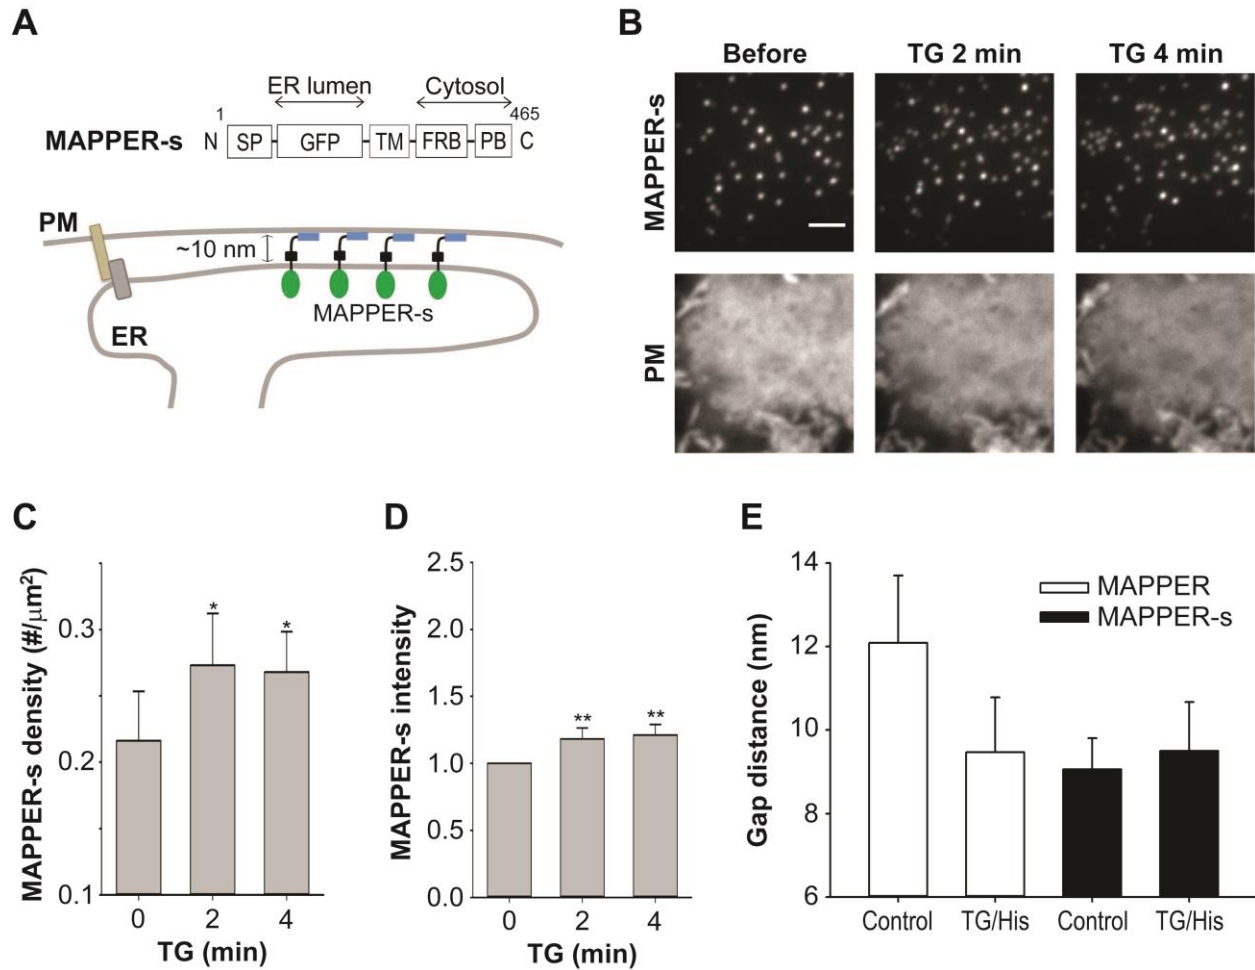 A
ER lumen
Cytosol
1
465
MAPPER-s N SP GFP TM FRB PB C
PM
~10 nm
MAPPER-s
ER
B
Before TG 2 min TG 4 min
MAPPER-s
PM
C
MAPPER-s density (#/μm²)
0.3
0.2
0.1
*
*
0 2 4
TG (min)
D
MAPPER-s intensity
2.5
2.0
1.5
1.0
0.5
0.0
**
**
0 2 4
TG (min)
E
Gap distance (nm)
14
12
10
8
6
MAPPER
MAPPER-s
Control TG/His Control TG/His